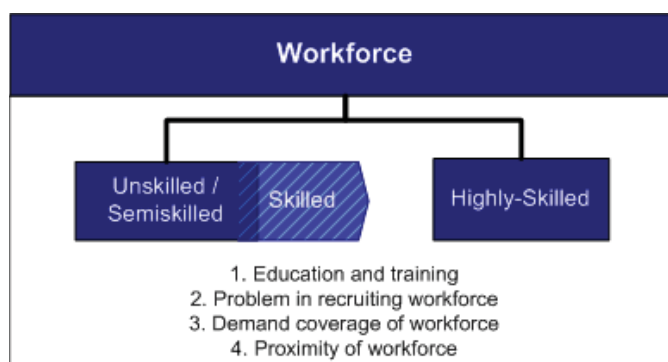 Workforce
Unskilled /
Semiskilled
Skilled
Highly-Skilled
1. Education and training
2. Problem in recruiting workforce
3. Demand coverage of workforce
4. Proximity of workforce